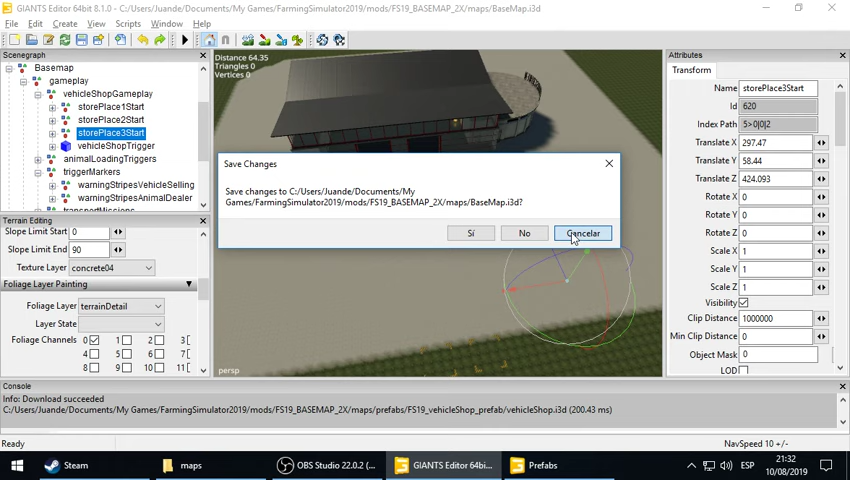 GIANTS Editor 64bit 8.1.0 - C:/Users/Juande/Documents/My Games/FarmingSimulator2019/mods/FS19_BASEMAP_2X/maps/BaseMap.i3d
File Edit Create View Scripts Window Help
Scenegraph
Basemap
gameplay
vehicleShopGameplay
storePlace1Start
storePlace2Start
storePlace3Start
vehicleShopTrigger
animalLoadingTriggers
triggerMarkers
warningStripesVehicleSelling
warningStripesAnimalDealer
transportMissions
Terrain Editing
Slope Limit Start 0
Slope Limit End 90
Texture Layer concrete04
Foliage Layer Painting
Foliage Layer terrainDetail
Layer State
Foliage Channels 0 1 2 3
4 5 6 7
8 9 10 11
Distance 64.35
Triangles 0
Vertices 0
persp
Save Changes
Save changes to C:/Users/Juande/Documents/My
Games/FarmingSimulator2019/mods/FS19_BASEMAP_2X/maps/BaseMap.i3d?
Sí No Cancelar
Attributes
Transform
Name storePlace3Start
Id 620
Index Path 5>0|0|2
Translate X 297.47
Translate Y 58.44
Translate Z 424.093
Rotate X 0
Rotate Y 0
Rotate Z 0
Scale X 1
Scale Y 1
Scale Z 1
Visibility
Clip Distance 1000000
Min Clip Distance 0
Object Mask 0
LOD
Console
Info: Download succeeded
C:/Users/Juande/Documents/My Games/FarmingSimulator2019/mods/FS19_BASEMAP_2X/maps/prefabs/FS19_vehicleShop_prefab/vehicleShop.i3d (200.43 ms)
Ready
NavSpeed 10 +/-
Steam
maps
OBS Studio 22.0.2 (...
GIANTS Editor 64bit...
Prefabs
ESP
21:32
10/08/2019